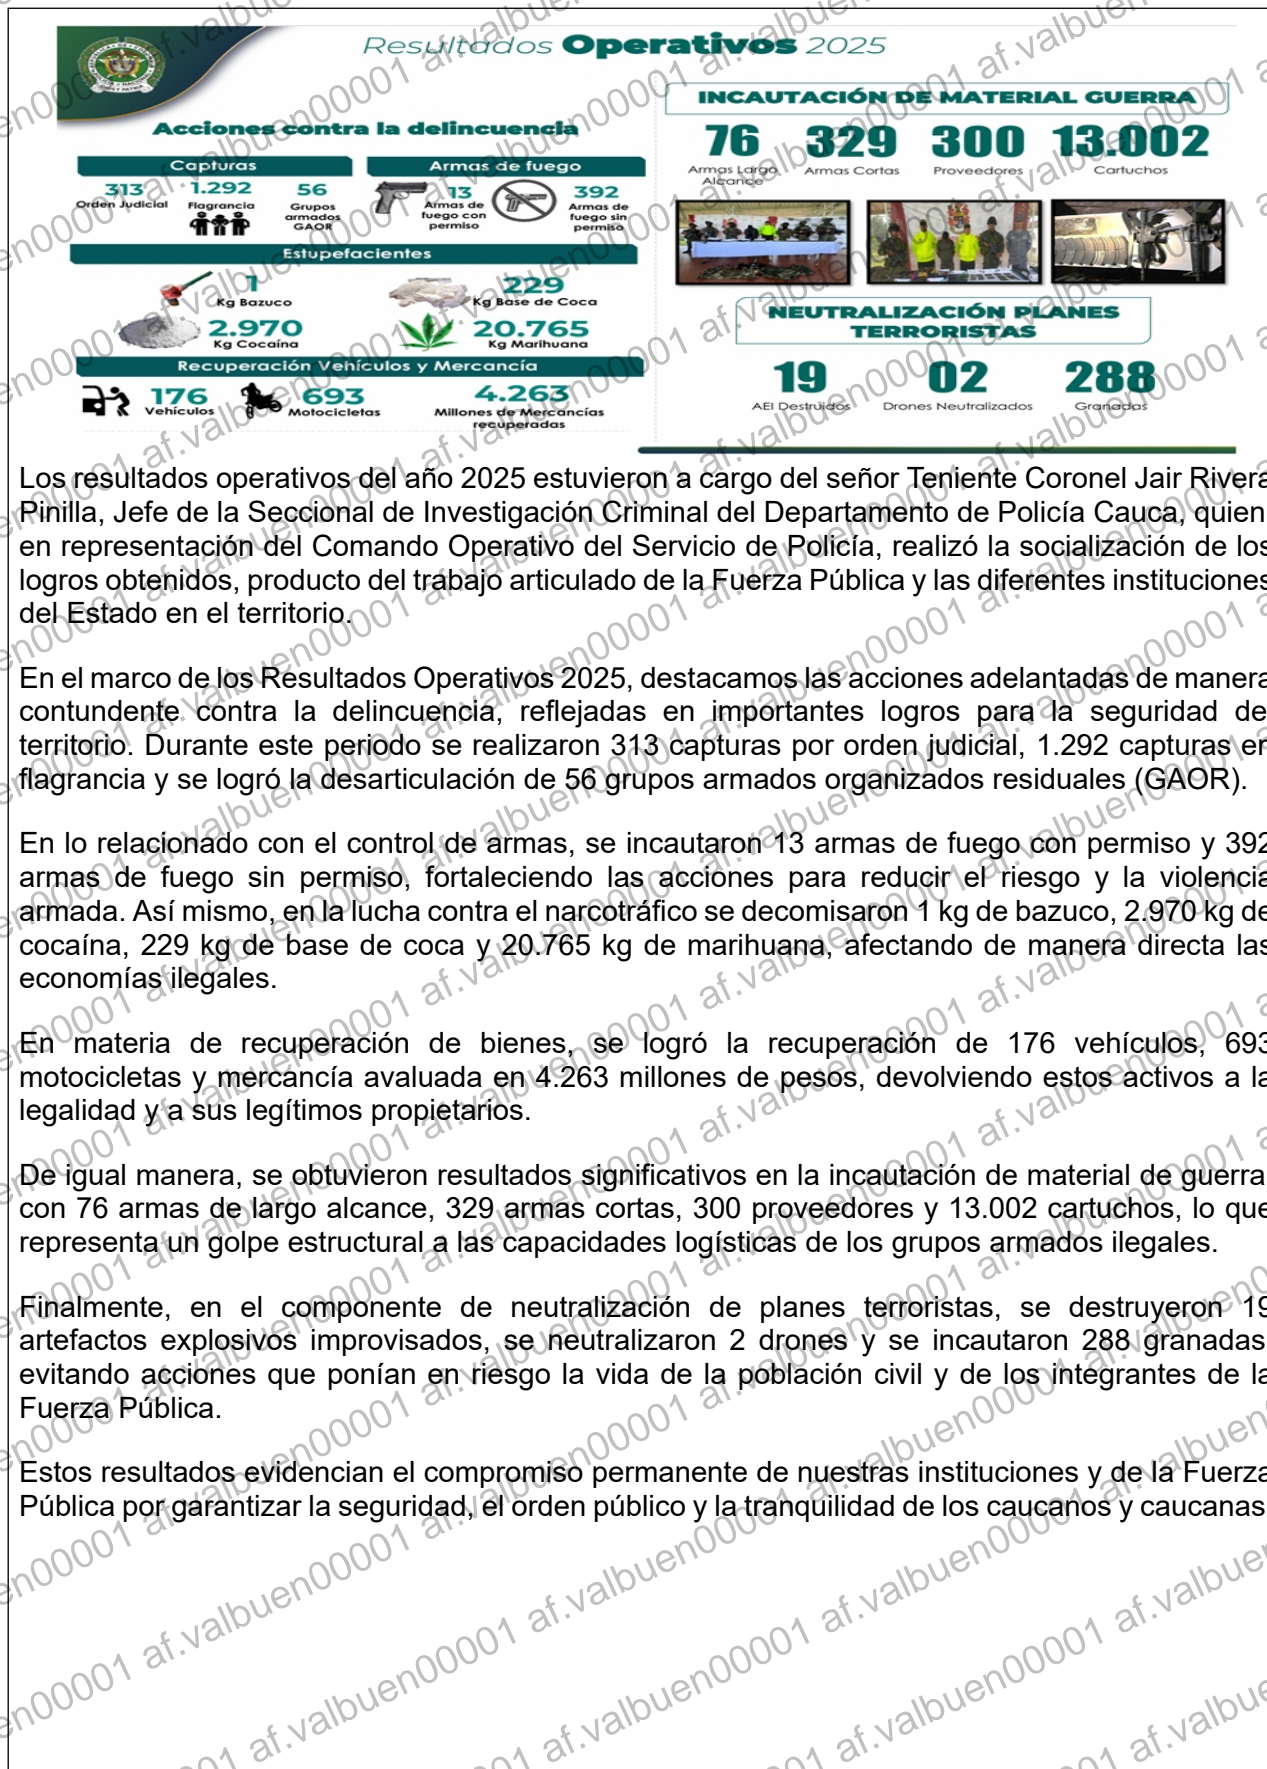 Resultados Operativos 2025
Acciones contra la delincuencia
Capturas
313
Orden Judicial
1.292
Flagrancia
56
Grupos
armados
GAOR
Armas de fuego
13
Armas de
fuego con
permiso
392
Armas de
fuego sin
permiso
Estupefacientes
1
Kg Bazuco
229
Kg Base de Coca
2.970
Kg Cocaína
20.765
Kg Marihuana
Recuperación Vehículos y Mercancía
176
Vehículos
693
Motocicletas
4.263
Millones de Mercancías
recuperadas
INCAUTACIÓN DE MATERIAL GUERRA
76
Armas Largo
Alcance
329
Armas Cortas
300
Proveedores
13.002
Cartuchos
NEUTRALIZACIÓN PLANES
TERRORISTAS
19
AEI Destruidos
02
Drones Neutralizados
288
Granadas
Los resultados operativos del año 2025 estuvieron a cargo del señor Teniente Coronel Jair Rivera
Pinilla, Jefe de la Seccional de Investigación Criminal del Departamento de Policía Cauca, quien
en representación del Comando Operativo del Servicio de Policía, realizó la socialización de los
logros obtenidos, producto del trabajo articulado de la Fuerza Pública y las diferentes instituciones
del Estado en el territorio.
En el marco de los Resultados Operativos 2025, destacamos las acciones adelantadas de manera
contundente contra la delincuencia, reflejadas en importantes logros para la seguridad de
territorio. Durante este periodo se realizaron 313 capturas por orden judicial, 1.292 capturas en
flagrancia y se logró la desarticulación de 56 grupos armados organizados residuales (GAOR).
En lo relacionado con el control de armas, se incautaron 13 armas de fuego con permiso y 392
armas de fuego sin permiso, fortaleciendo las acciones para reducir el riesgo y la violencia
armada. Así mismo, en la lucha contra el narcotráfico se decomisaron 1 kg de bazuco, 2.970 kg de
cocaína, 229 kg de base de coca y 20.765 kg de marihuana, afectando de manera directa las
economías ilegales.
En materia de recuperación de bienes, se logró la recuperación de 176 vehículos, 693
motocicletas y mercancía avaluada en 4.263 millones de pesos, devolviendo estos activos a la
legalidad y a sus legítimos propietarios.
De igual manera, se obtuvieron resultados significativos en la incautación de material de guerra
con 76 armas de largo alcance, 329 armas cortas, 300 proveedores y 13.002 cartuchos, lo que
representa un golpe estructural a las capacidades logísticas de los grupos armados ilegales.
Finalmente, en el componente de neutralización de planes terroristas, se destruyeron 19
artefactos explosivos improvisados, se neutralizaron 2 drones y se incautaron 288 granadas
evitando acciones que ponían en riesgo la vida de la población civil y de los integrantes de la
Fuerza Pública.
Estos resultados evidencian el compromiso permanente de nuestras instituciones y de la Fuerza
Pública por garantizar la seguridad, el orden público y la tranquilidad de los caucanos y caucanas
af.valbuen00001